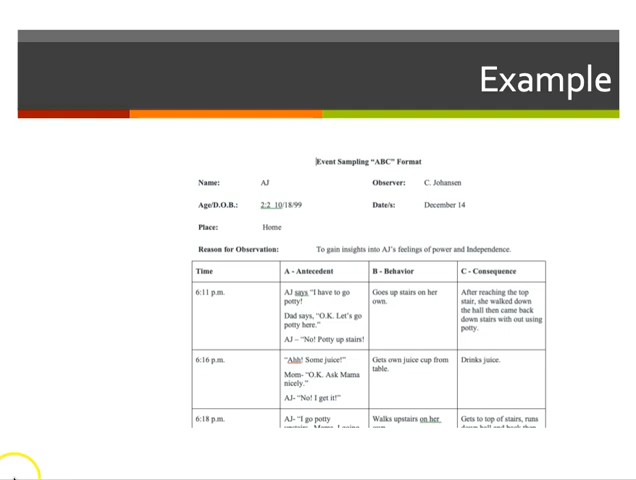 Example
Event Sampling "ABC" Format
Name: AJ Observer: C. Johansen
Age/D.O.B.: 2:2 10/18/99 Date/s: December 14
Place: Home
Reason for Observation: To gain insights into AJ's feelings of power and Independence.
Time A - Antecedent B - Behavior C - Consequence
6:11 p.m.
AJ says "I have to go
potty!
Dad says, "O.K. Let's go
potty here."
AJ – "No! Potty up stairs!
Goes up stairs on her
own.
After reaching the top
stair, she walked down
the hall then came back
down stairs with out using
potty.
6:16 p.m.
"Ahh! Some juice!"
Mom- "O.K. Ask Mama
nicely."
AJ- "No! I get it!"
Gets own juice cup from
table.
Drinks juice.
6:18 p.m.
AJ- "I go potty
Walks upstairs on her
Gets to top of stairs, runs